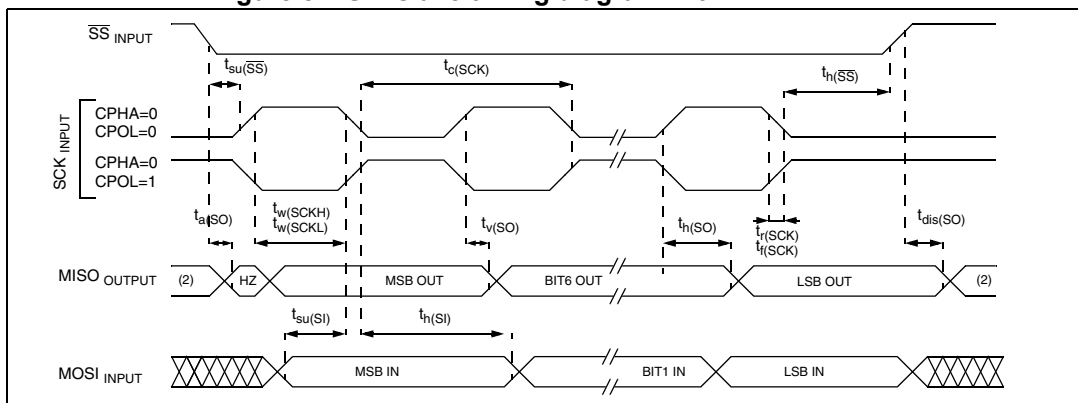 SS INPUT
tsu(SS)
tc(SCK)
th(SS)
SCK INPUT
CPHA=0
CPOL=0
CPHA=0
CPOL=1
ta(SO)
tw(SCKH)
tw(SCKL)
tv(SO)
th(SO)
tr(SCK)
tf(SCK)
tdis(SO)
MISO OUTPUT
(2)
HZ
MSB OUT
BIT6 OUT
LSB OUT
(2)
tsu(SI)
th(SI)
MOSI INPUT
MSB IN
BIT1 IN
LSB IN